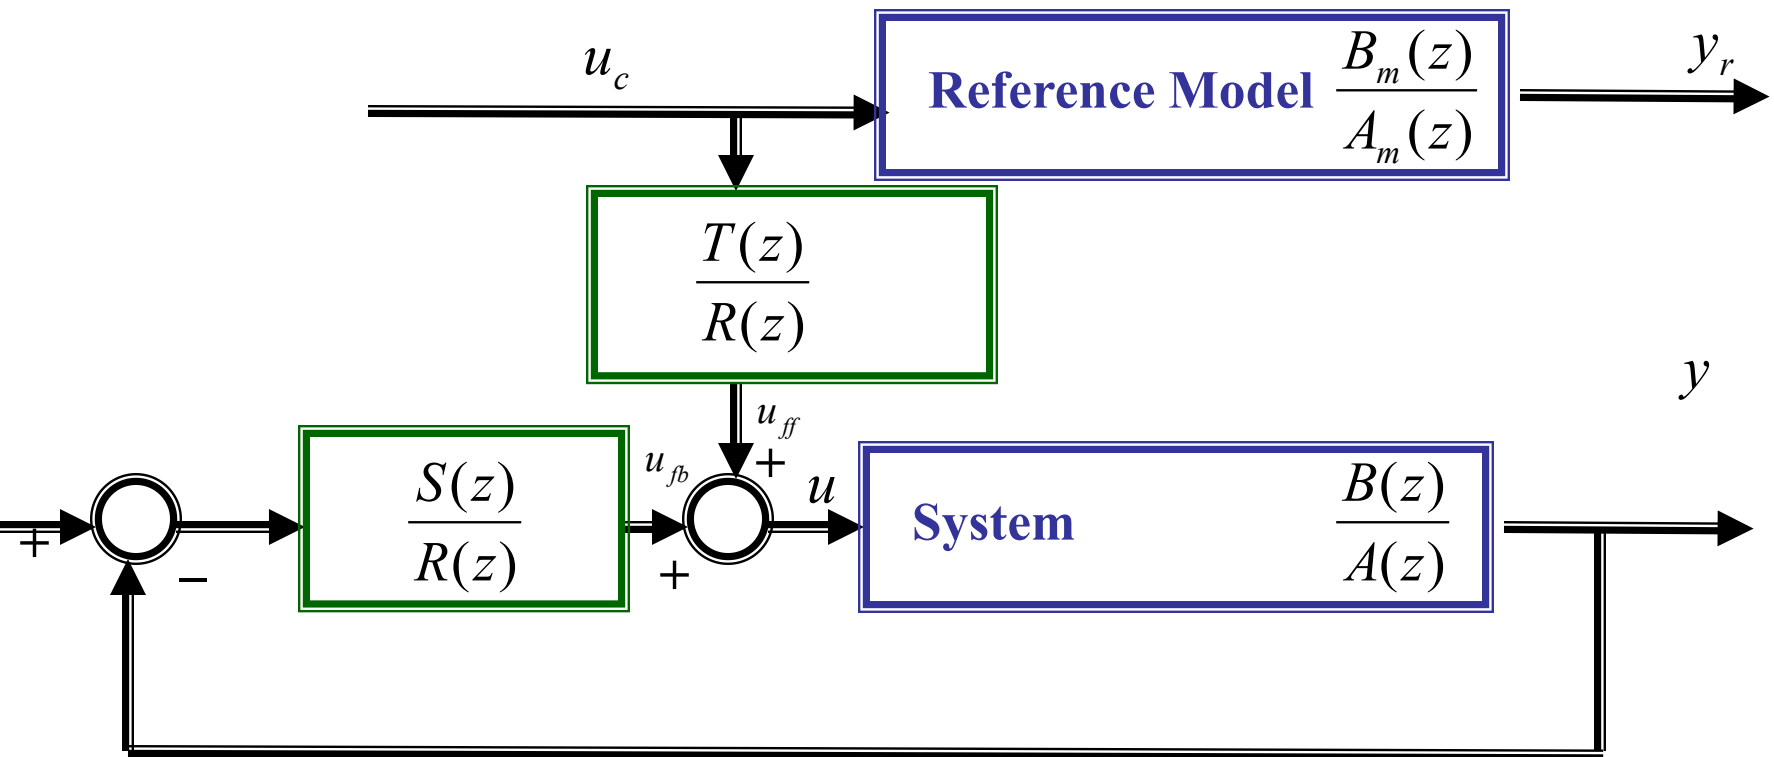 u_c
Reference Model B_m(z)/A_m(z)
y_r
T(z)/R(z)
y
u_ff
+
S(z)/R(z)
u_fb
u
System B(z)/A(z)
+
−
+